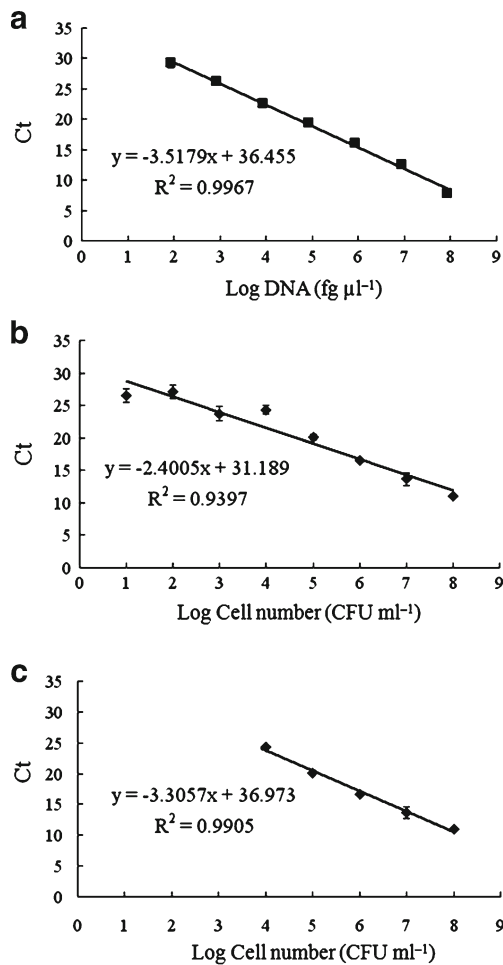 a
35
30
25
20
15
10
5
0
Ct
y = -3.5179x + 36.455
R² = 0.9967
0 1 2 3 4 5 6 7 8 9
Log DNA (fg µl⁻¹)
b
35
30
25
20
15
10
5
0
Ct
y = -2.4005x + 31.189
R² = 0.9397
0 1 2 3 4 5 6 7 8 9
Log Cell number (CFU ml⁻¹)
c
35
30
25
20
15
10
5
0
Ct
y = -3.3057x + 36.973
R² = 0.9905
0 1 2 3 4 5 6 7 8 9
Log Cell number (CFU ml⁻¹)